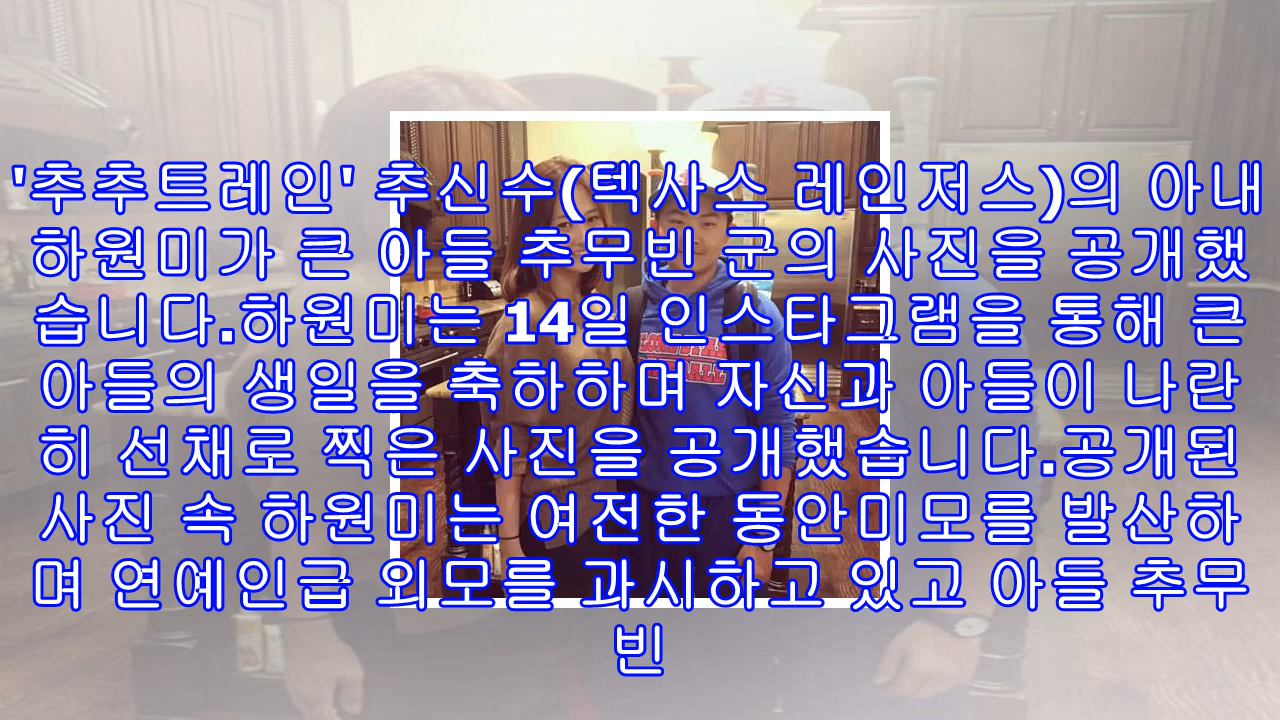 '추추트레인' 추신수(텍사스 레인저스)의 아내
하원미가 큰 아들 추무빈 군의 사진을 공개했
습니다.하원미는 14일 인스타그램을 통해 큰
아들의 생일을 축하하며 자신과 아들이 나란
히 선채로 찍은 사진을 공개했습니다.공개된
사진 속 하원미는 여전한 동안미모를 발산하
며 연예인급 외모를 과시하고 있고 아들 추무
빈